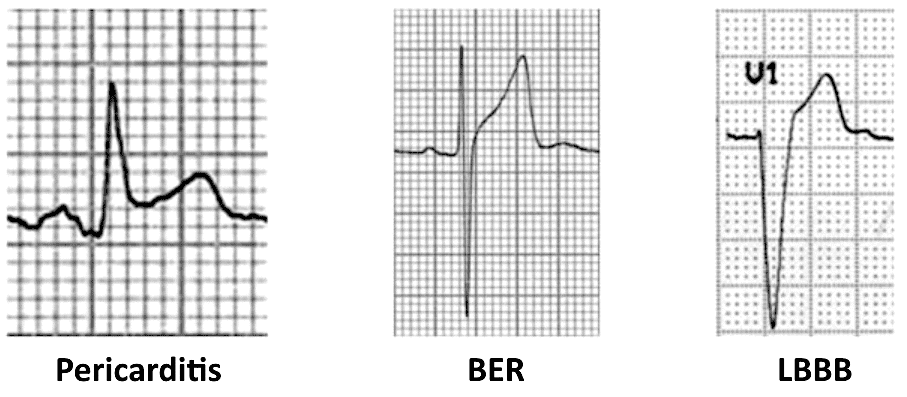 V1
Pericarditis
BER
LBBB